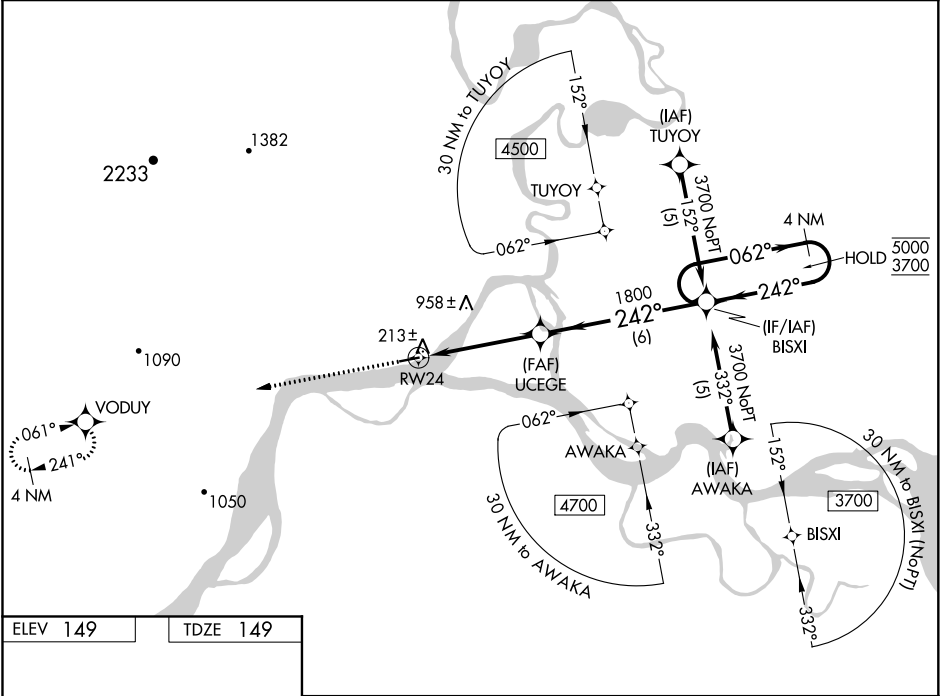 30 NM to TUYOY
152°
4500
TUYOY
062°
(IAF)
TUYOY
3700 NoPT
152°
(5)
1382
2233
4 NM
062°
HOLD
5000
3700
242°
1800
242°
(6)
(IF/IAF)
BISXI
958±
213±
RW24
(FAF)
UCEGE
1090
VODUY
061°
241°
4 NM
1050
3700 NoPT
332°
(5)
(IAF)
AWAKA
062°
AWAKA
4700
332°
30 NM to AWAKA
152°
3700
BISXI
332°
30 NM to BISXI (NoPT)
ELEV 149
TDZE 149